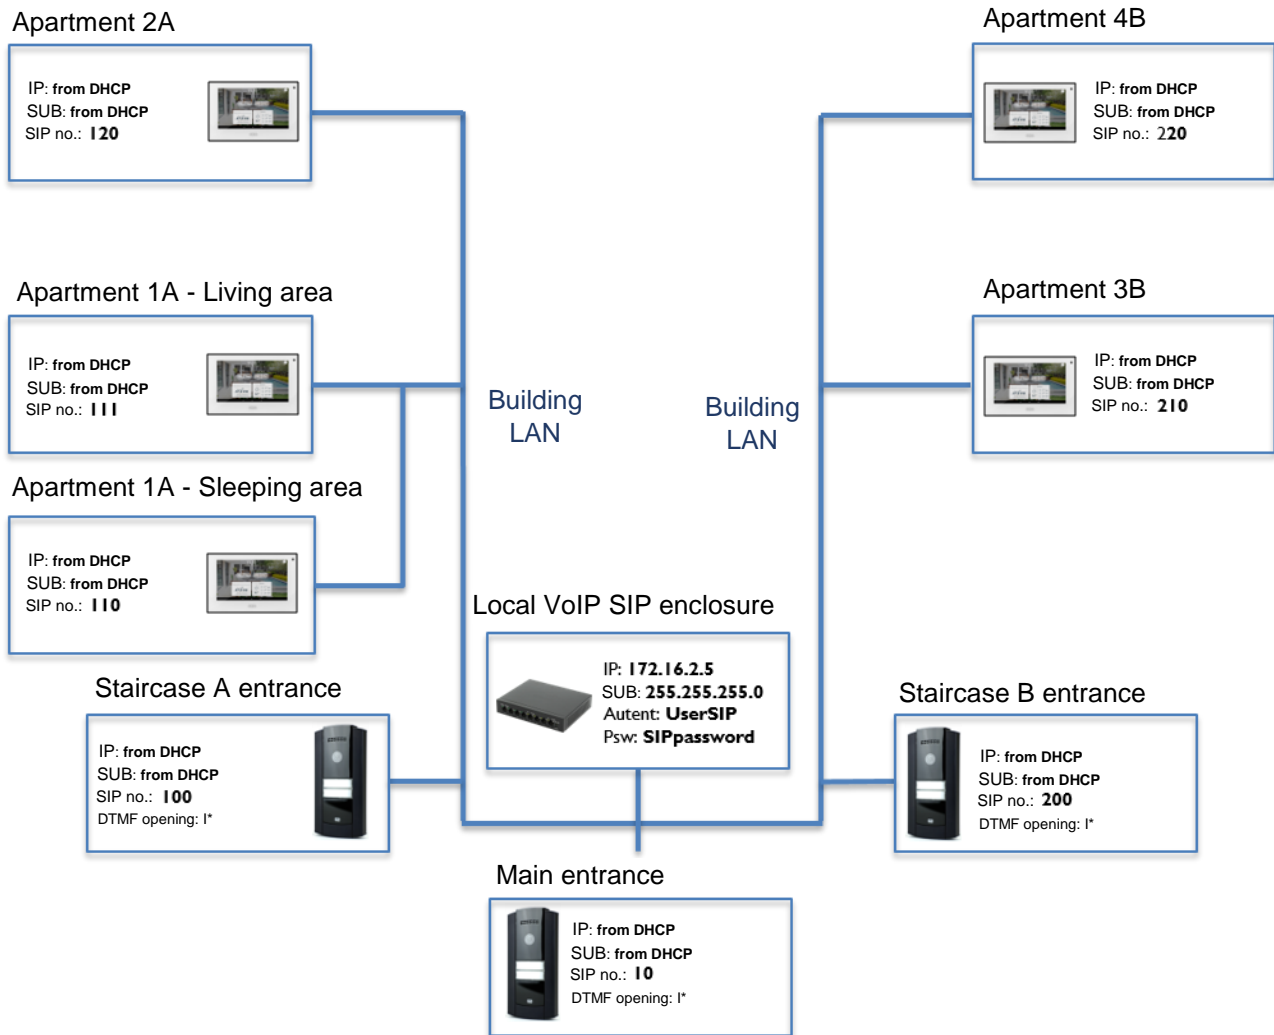 Apartment 2A
IP: from DHCP
SUB: from DHCP
SIP no.: 120
Apartment 4B
IP: from DHCP
SUB: from DHCP
SIP no.: 220
Apartment 1A - Living area
IP: from DHCP
SUB: from DHCP
SIP no.: 111
Apartment 3B
IP: from DHCP
SUB: from DHCP
SIP no.: 210
Building
LAN
Building
LAN
Apartment 1A - Sleeping area
IP: from DHCP
SUB: from DHCP
SIP no.: 110
Local VoIP SIP enclosure
IP: 172.16.2.5
SUB: 255.255.255.0
Autent: UserSIP
Psw: SIPpassword
Staircase A entrance
IP: from DHCP
SUB: from DHCP
SIP no.: 100
DTMF opening: I*
Staircase B entrance
IP: from DHCP
SUB: from DHCP
SIP no.: 200
DTMF opening: I*
Main entrance
IP: from DHCP
SUB: from DHCP
SIP no.: 10
DTMF opening: I*